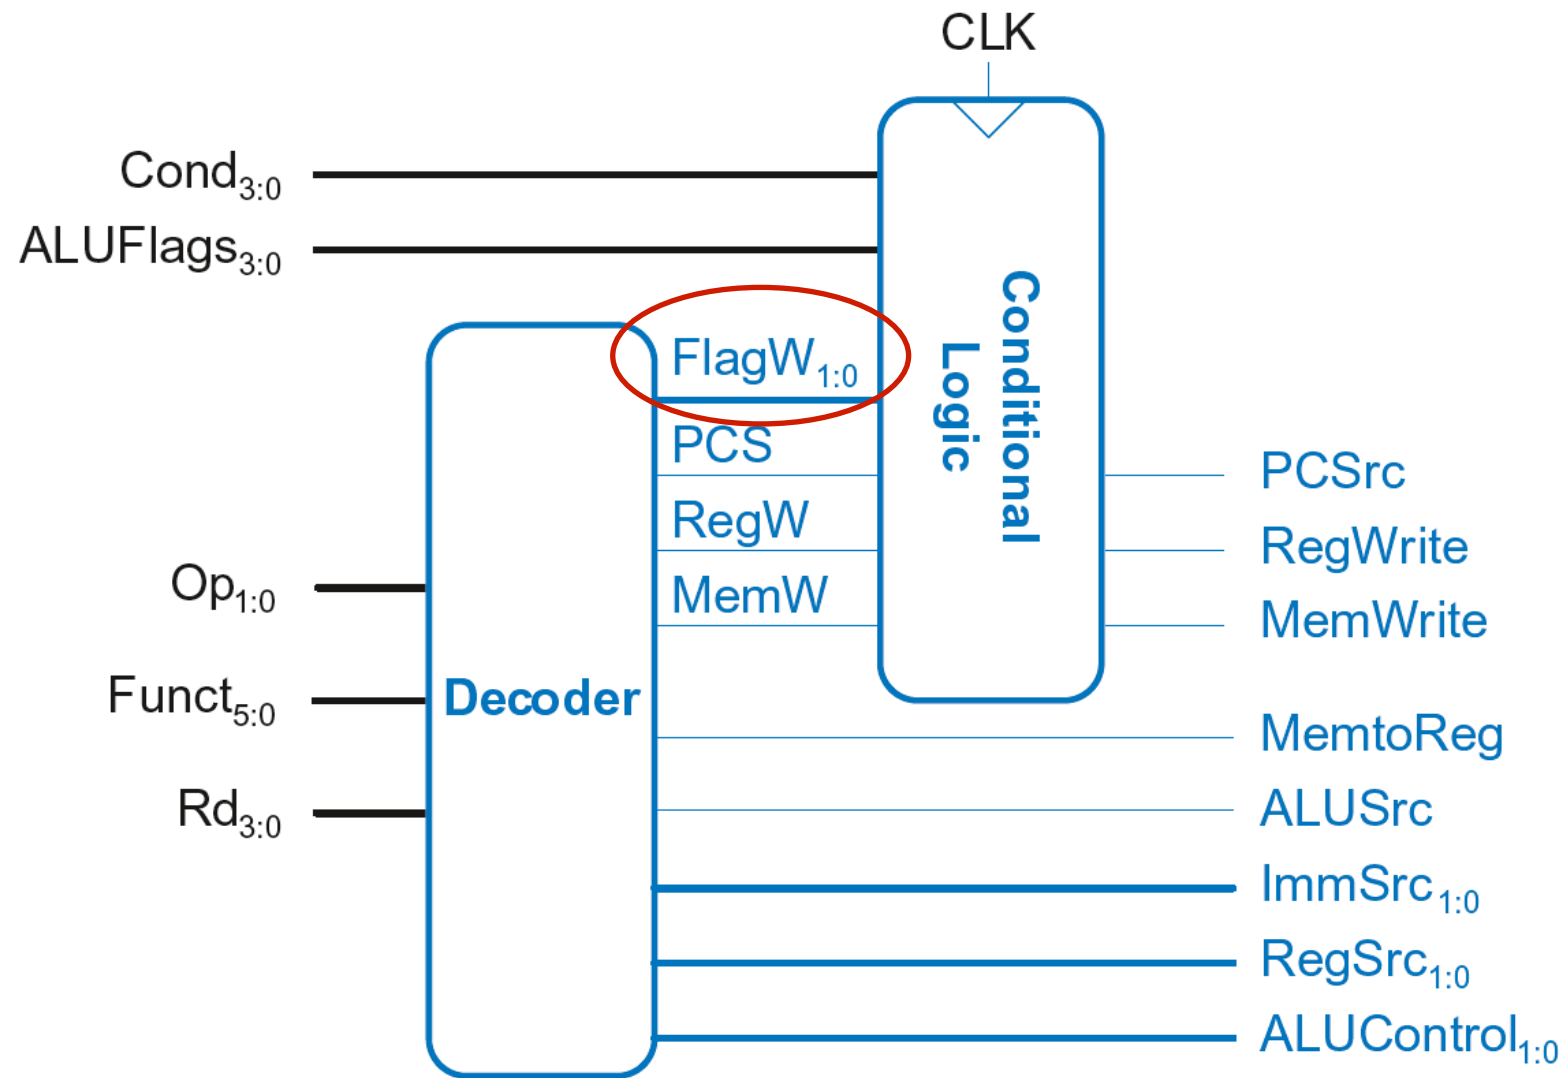 CLK
Cond3:0
ALUFlags3:0
FlagW1:0
PCS
RegW
MemW
Conditional
Logic
Op1:0
Funct5:0
Rd3:0
Decoder
PCSrc
RegWrite
MemWrite
MemtoReg
ALUSrc
ImmSrc1:0
RegSrc1:0
ALUControl1:0